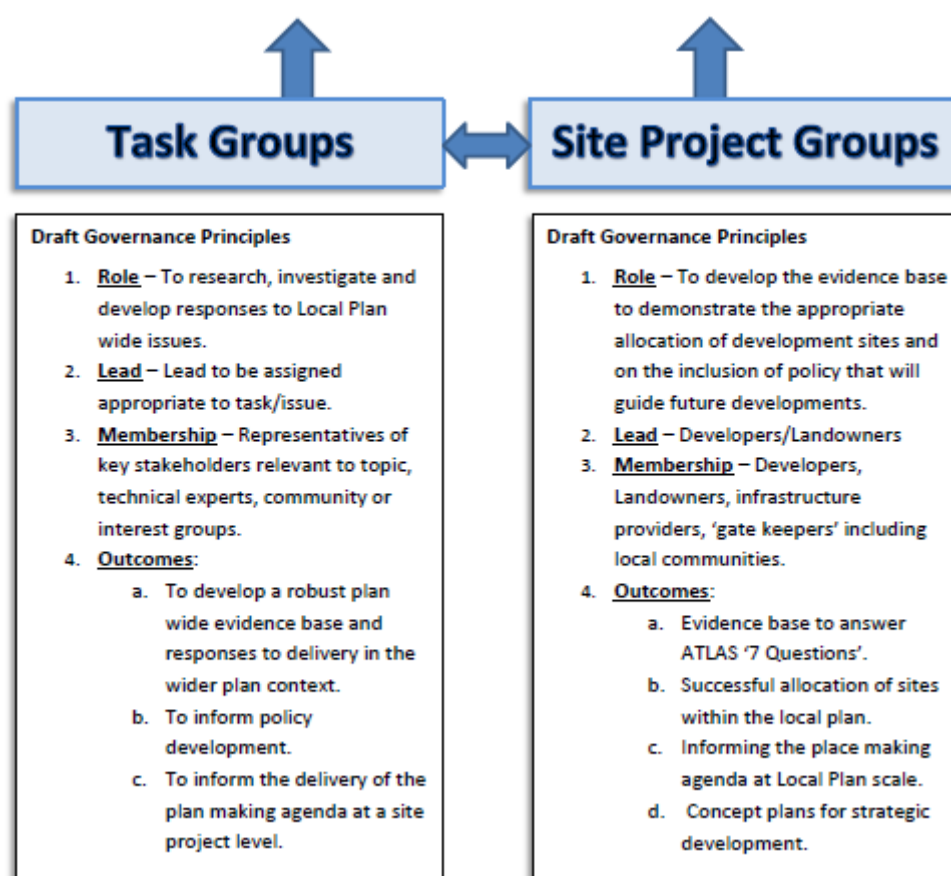 Task Groups
Draft Governance Principles
1. Role – To research, investigate and
develop responses to Local Plan
wide issues.
2. Lead – Lead to be assigned
appropriate to task/issue.
3. Membership – Representatives of
key stakeholders relevant to topic,
technical experts, community or
interest groups.
4. Outcomes:
a. To develop a robust plan
wide evidence base and
responses to delivery in the
wider plan context.
b. To inform policy
development.
c. To inform the delivery of the
plan making agenda at a site
project level.
Site Project Groups
Draft Governance Principles
1. Role – To develop the evidence base
to demonstrate the appropriate
allocation of development sites and
on the inclusion of policy that will
guide future developments.
2. Lead – Developers/Landowners
3. Membership – Developers,
Landowners, infrastructure
providers, ‘gate keepers’ including
local communities.
4. Outcomes:
a. Evidence base to answer
ATLAS ‘7 Questions’.
b. Successful allocation of sites
within the local plan.
c. Informing the place making
agenda at Local Plan scale.
d. Concept plans for strategic
development.